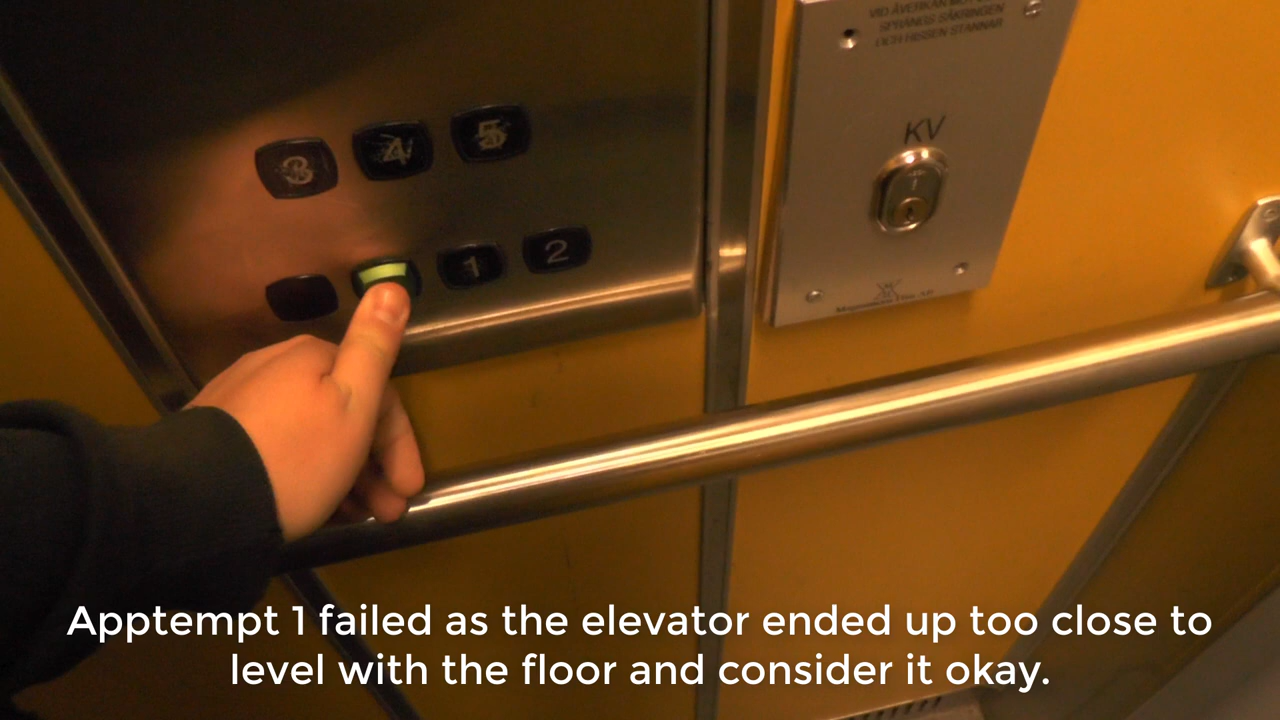 VID ÅVERKAN
SPRÄNGS SÄKRINGEN
OCH HISSEN STANNAR
KV
3 4 5
1 2
Apptempt 1 failed as the elevator ended up too close to
level with the floor and consider it okay.